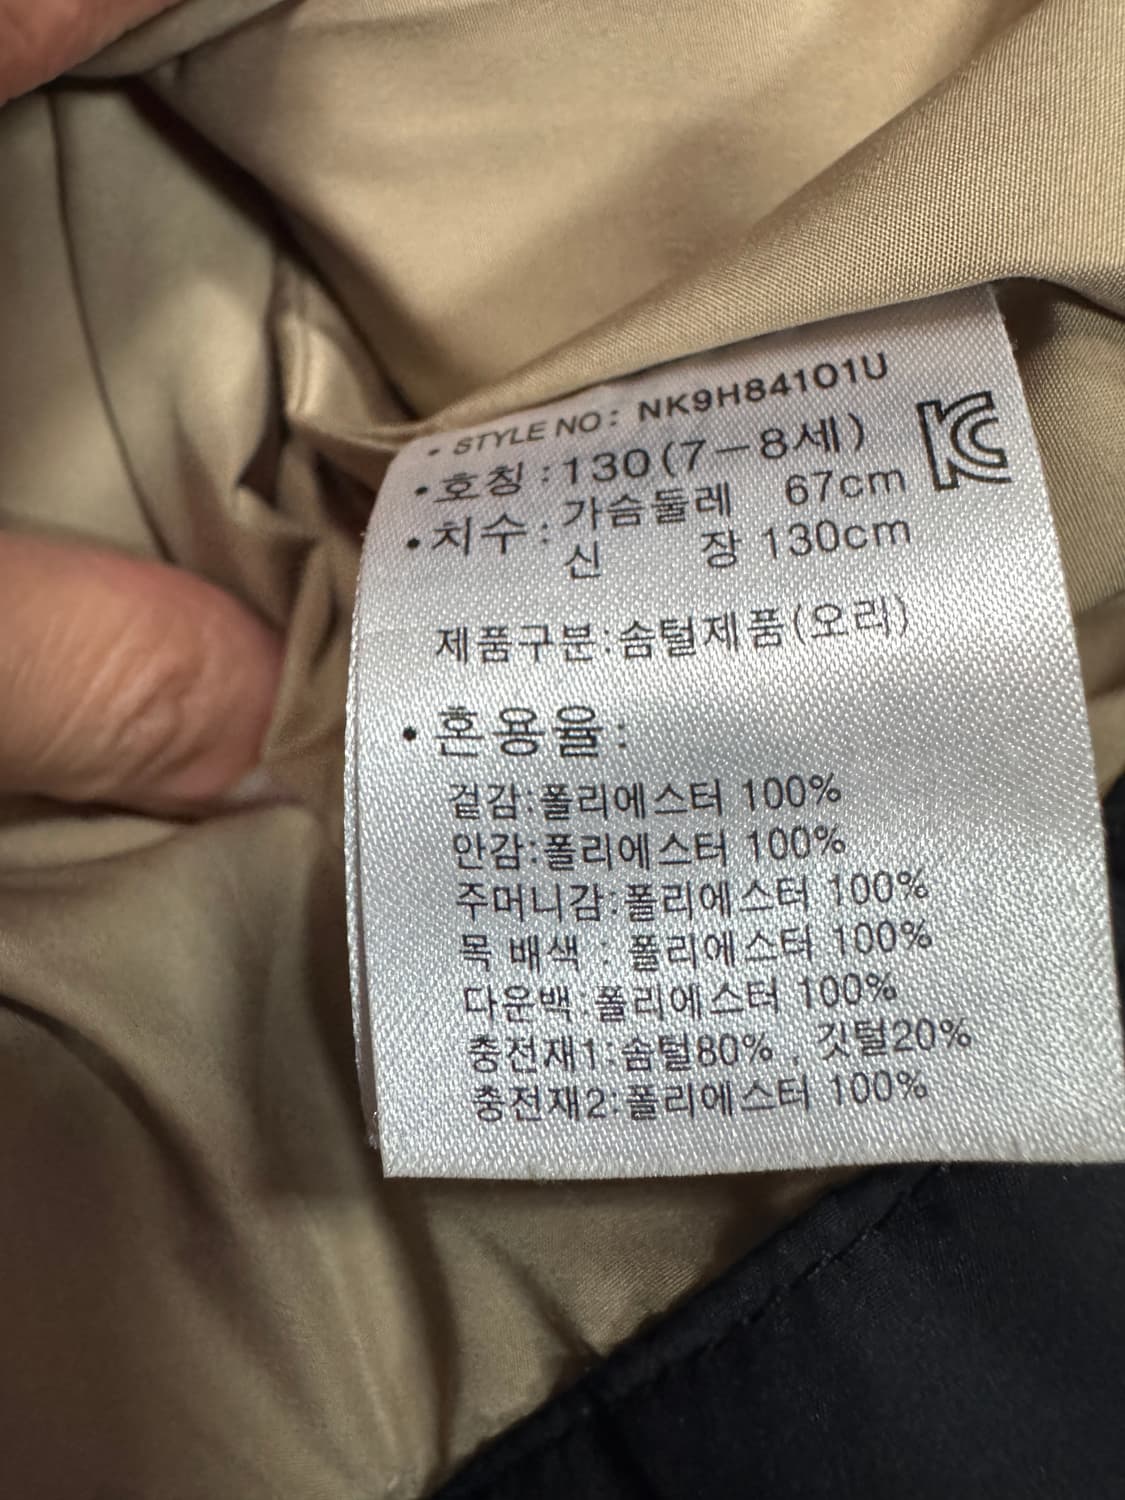 • STYLE NO: NK9H84101U
• 호칭 : 130(7-8세)
• 치수 : 가슴둘레 67cm
신 장 130cm
제품구분:솜털제품(오리)
• 혼용율:
겉감:폴리에스터 100%
안감:폴리에스터 100%
주머니감:폴리에스터 100%
목 배색 : 폴리에스터 100%
다운백:폴리에스터 100%
충전재1:솜털80% , 깃털20%
충전재2:폴리에스터 100%